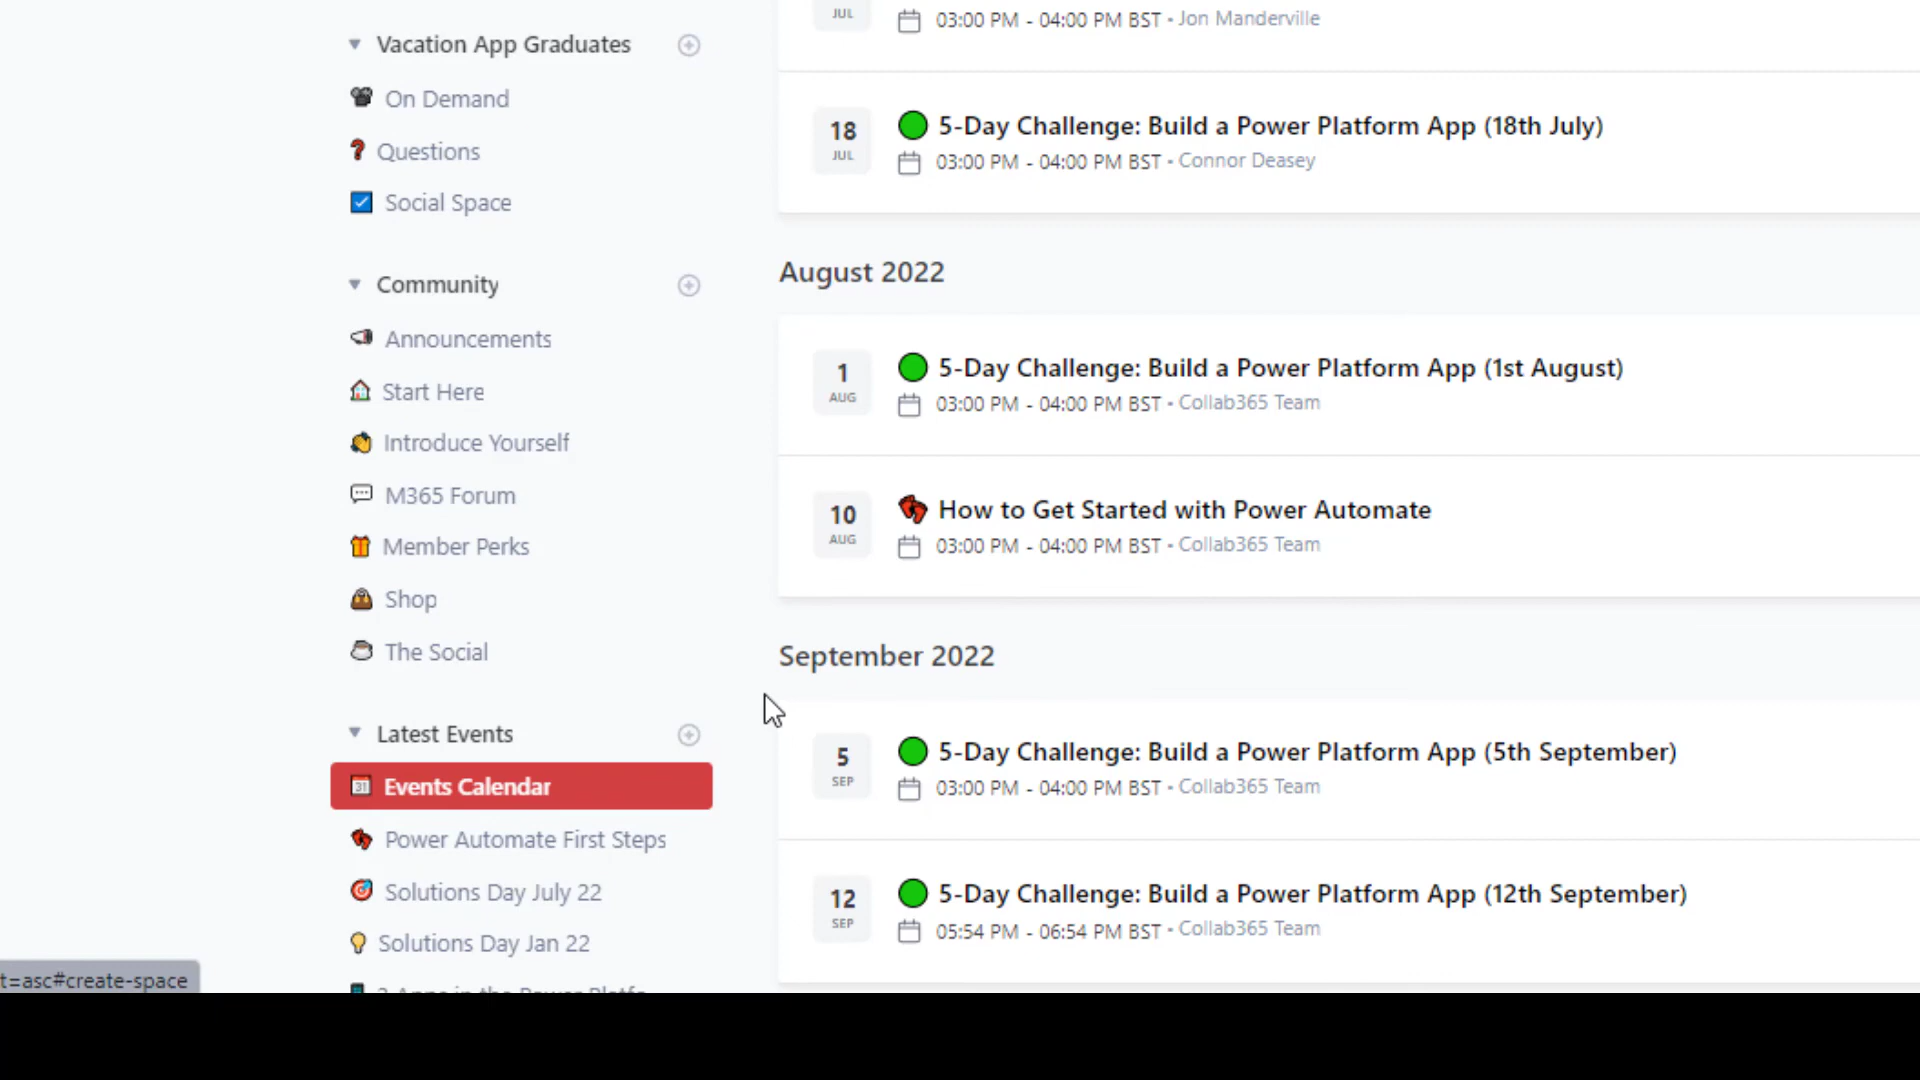 Vacation App Graduates
On Demand
Questions
Social Space
Community
Announcements
Start Here
Introduce Yourself
M365 Forum
Member Perks
Shop
The Social
Latest Events
31 Events Calendar
Power Automate First Steps
Solutions Day July 22
Solutions Day Jan 22
t=asc#create-space
JUL
03:00 PM - 04:00 PM BST • Jon Manderville
18
JUL
5-Day Challenge: Build a Power Platform App (18th July)
03:00 PM - 04:00 PM BST • Connor Deasey
August 2022
1
AUG
5-Day Challenge: Build a Power Platform App (1st August)
03:00 PM - 04:00 PM BST • Collab365 Team
10
AUG
How to Get Started with Power Automate
03:00 PM - 04:00 PM BST • Collab365 Team
September 2022
5
SEP
5-Day Challenge: Build a Power Platform App (5th September)
03:00 PM - 04:00 PM BST • Collab365 Team
12
SEP
5-Day Challenge: Build a Power Platform App (12th September)
05:54 PM - 06:54 PM BST • Collab365 Team